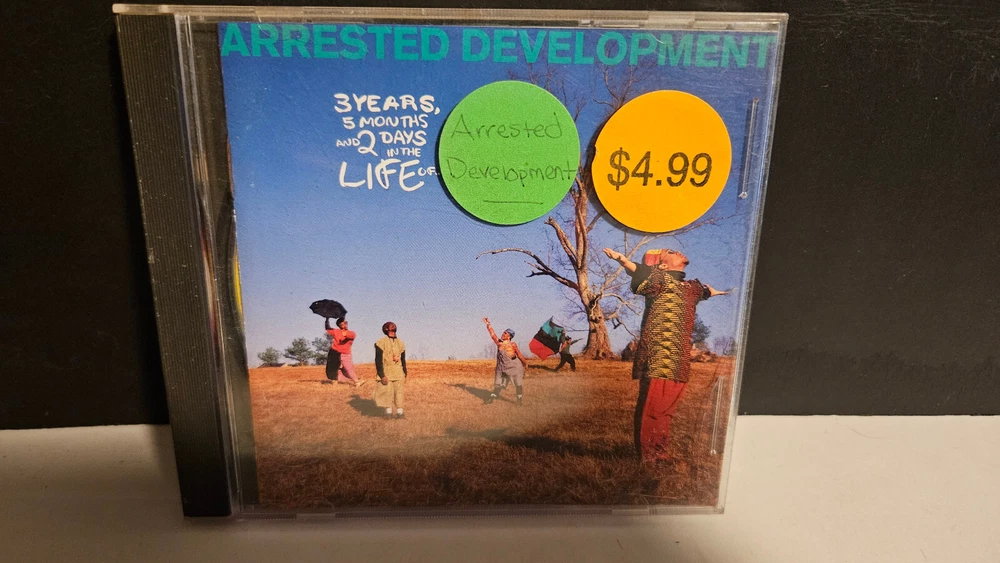 ARRESTED DEVELOPMENT
3 YEARS,
5 MONTHS
AND 2 DAYS
IN THE
LIFE OF..
Arrested
Development
$4.99